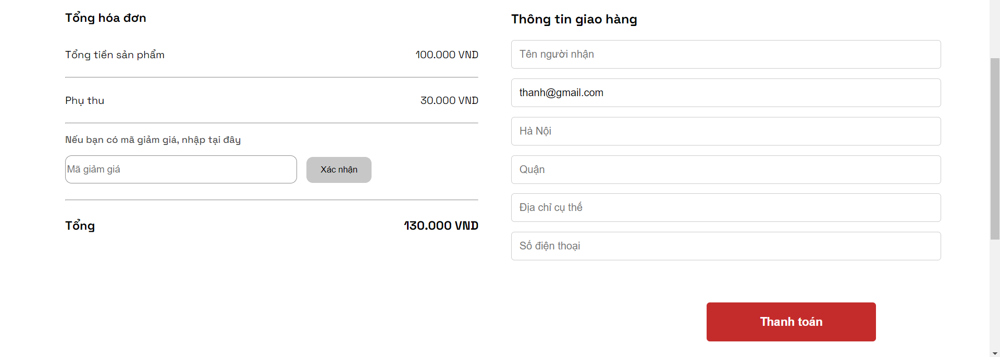 Tổng hóa đơn
Tổng tiền sản phẩm 100.000 VND
Phụ thu 30.000 VND
Nếu bạn có mã giảm giá, nhập tại đây
Mã giảm giá Xác nhận
Tổng 130.000 VND
Thông tin giao hàng
Tên người nhận
thanh@gmail.com
Hà Nội
Quận
Địa chỉ cụ thể
Số điện thoại
Thanh toán